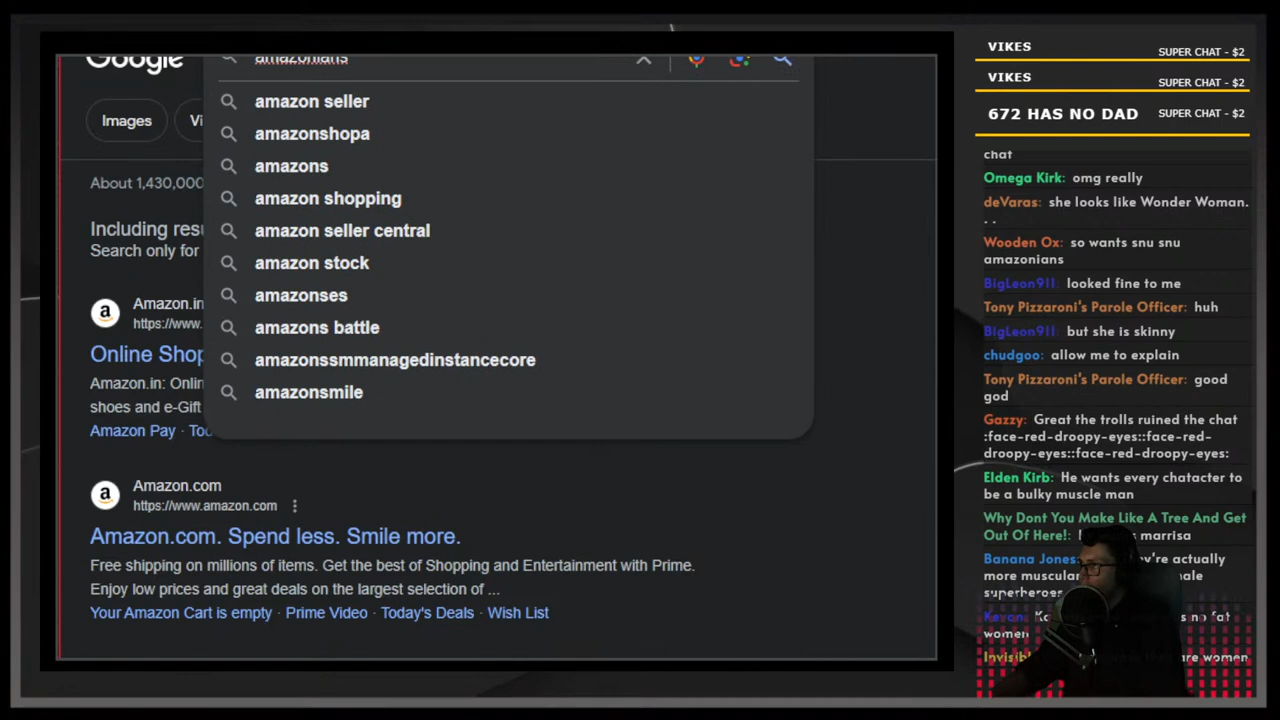 Google
amazonians
amazon seller
amazonshopa
amazons
amazon shopping
amazon seller central
amazon stock
amazonses
amazons battle
amazonssmmanagedinstancecore
amazonsmile
Images
Vi
About 1,430,000
Including resu
Search only for
Amazon.in
https://www.
Online Shop
Amazon.in: Onlin
shoes and e-Gift
Amazon Pay · Tod
Amazon.com
https://www.amazon.com
Amazon.com. Spend less. Smile more.
Free shipping on millions of items. Get the best of Shopping and Entertainment with Prime.
Enjoy low prices and great deals on the largest selection of ...
Your Amazon Cart is empty · Prime Video · Today's Deals · Wish List
VIKES SUPER CHAT - $2
VIKES SUPER CHAT - $2
672 HAS NO DAD SUPER CHAT - $2
chat
Omega Kirk: omg really
deVaras: she looks like Wonder Woman.
. .
Wooden Ox: so wants snu snu
amazonians
BigLeon911: looked fine to me
Tony Pizzaroni's Parole Officer: huh
BigLeon911: but she is skinny
chudgoo: allow me to explain
Tony Pizzaroni's Parole Officer: good
god
Gazzy: Great the trolls ruined the chat
:face-red-droopy-eyes::face-red-
droopy-eyes::face-red-droopy-eyes:
Elden Kirb: He wants every chatacter to
be a bulky muscle man
Why Dont You Make Like A Tree And Get
Out Of Here!: marrisa
Banana Jones: they're actually
more muscular
superheroes
no fat
women
are women